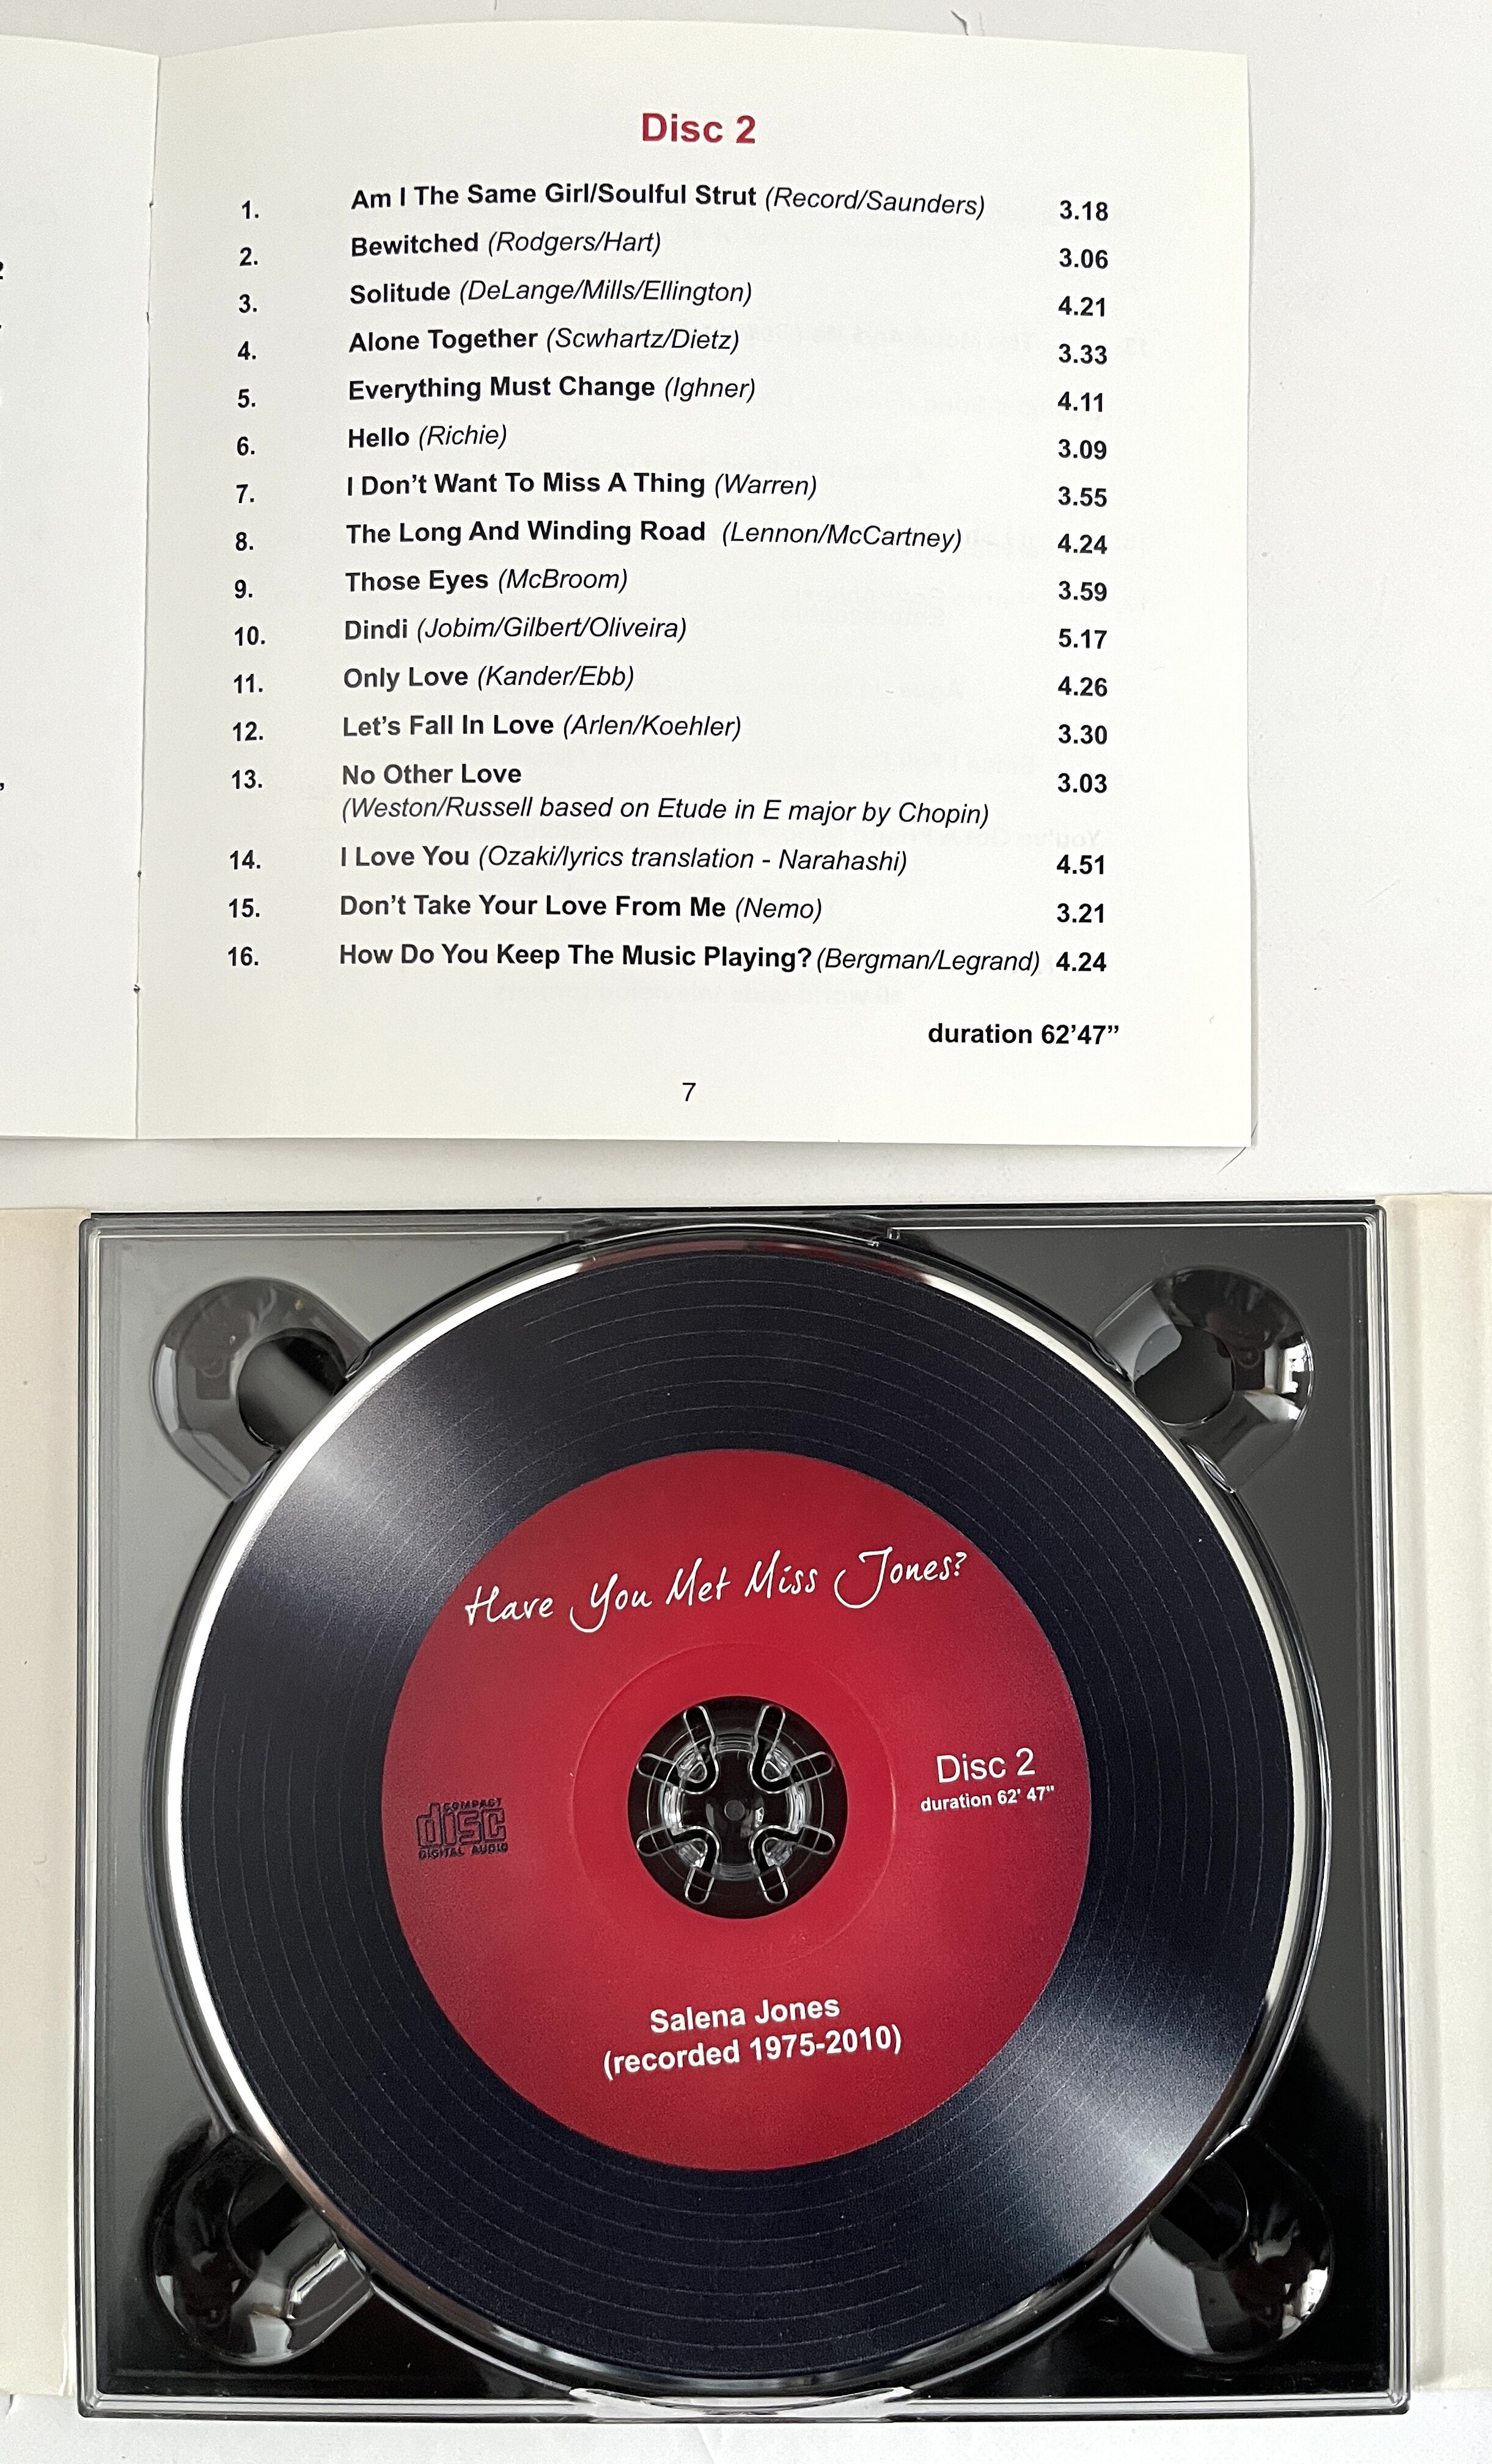 Disc 2
1. Am I The Same Girl/Soulful Strut (Record/Saunders) 3.18
2. Bewitched (Rodgers/Hart) 3.06
3. Solitude (DeLange/Mills/Ellington) 4.21
4. Alone Together (Scwhartz/Dietz) 3.33
5. Everything Must Change (Ighner) 4.11
6. Hello (Richie) 3.09
7. I Don’t Want To Miss A Thing (Warren) 3.55
8. The Long And Winding Road (Lennon/McCartney) 4.24
9. Those Eyes (McBroom) 3.59
10. Dindi (Jobim/Gilbert/Oliveira) 5.17
11. Only Love (Kander/Ebb) 4.26
12. Let’s Fall In Love (Arlen/Koehler) 3.30
13. No Other Love 3.03
(Weston/Russell based on Etude in E major by Chopin)
14. I Love You (Ozaki/lyrics translation - Narahashi) 4.51
15. Don’t Take Your Love From Me (Nemo) 3.21
16. How Do You Keep The Music Playing? (Bergman/Legrand) 4.24
duration 62’47”
7
Have You Met Miss Jones?
Disc 2
duration 62' 47"
COMPACT
disc
DIGITAL AUDIO
Salena Jones
(recorded 1975-2010)